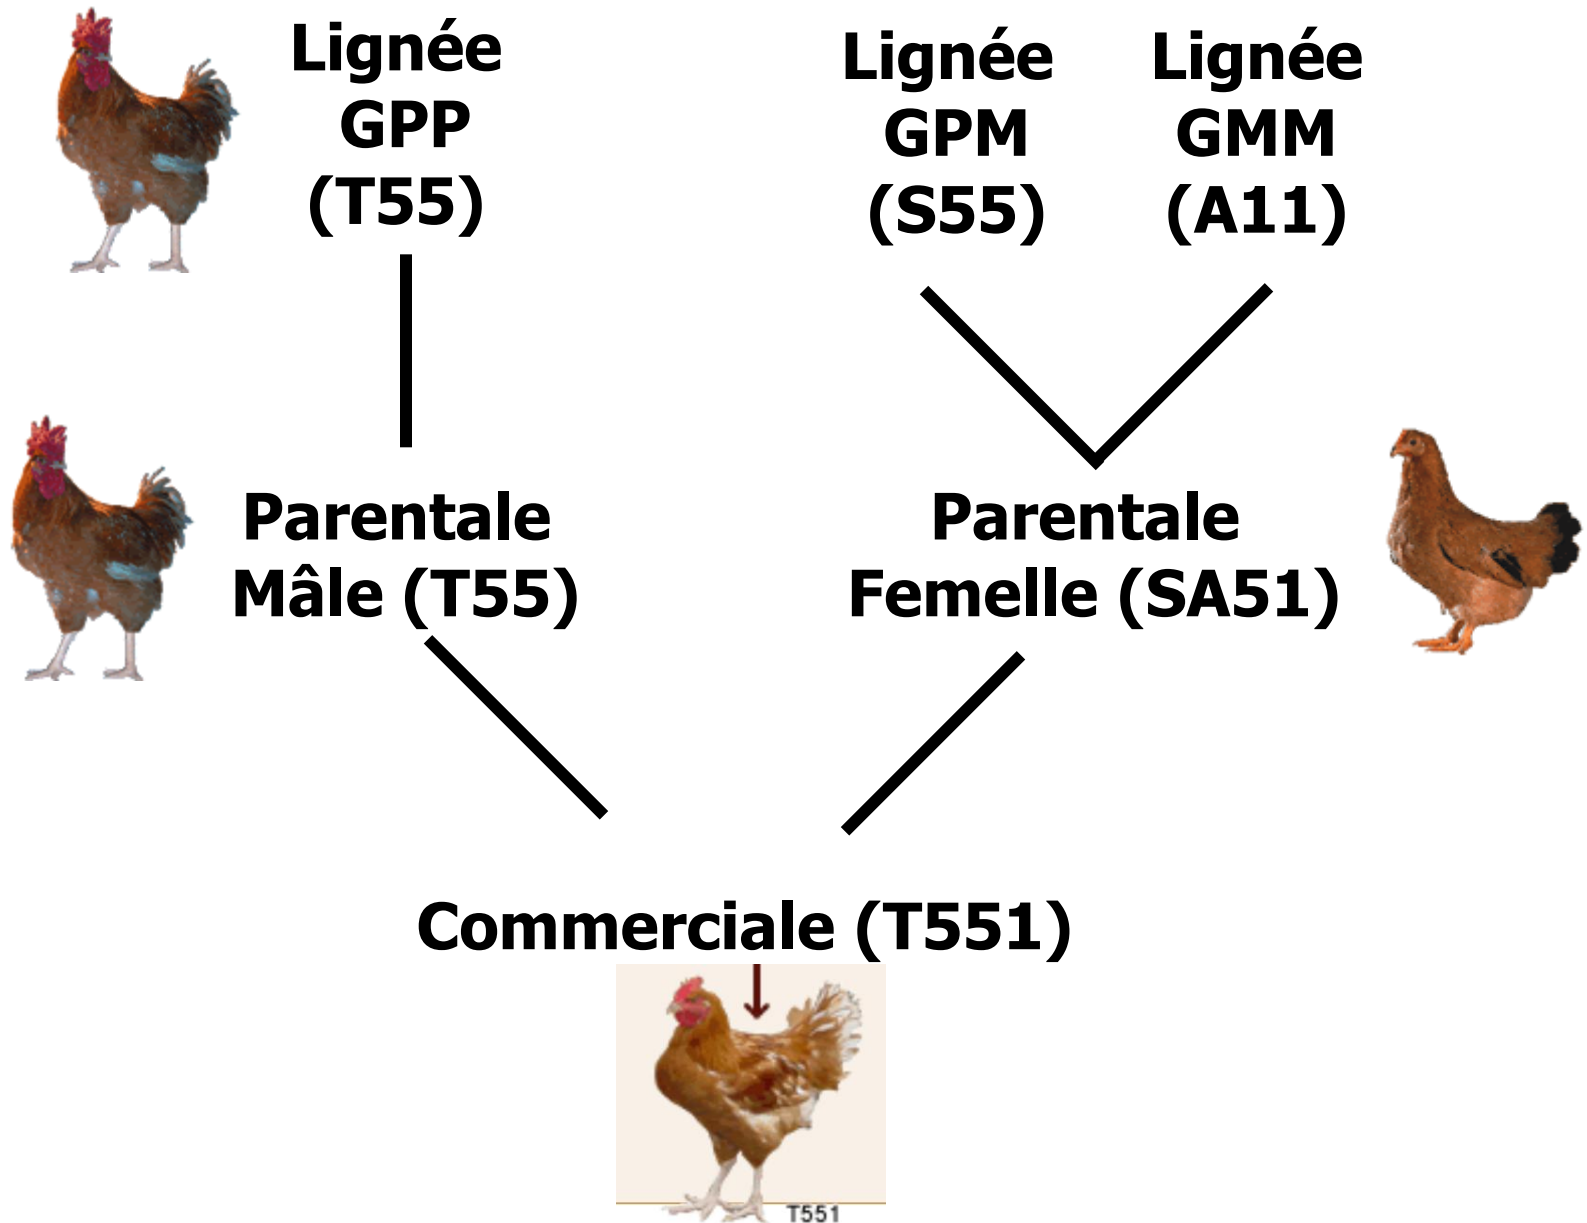 Lignée
GPP
(T55)
Lignée
GPM
(S55)
Lignée
GMM
(A11)
Parentale
Mâle (T55)
Parentale
Femelle (SA51)
Commerciale (T551)
T551